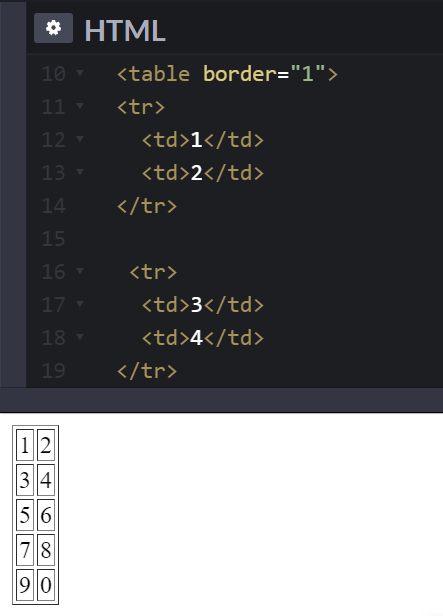 HTML
10 <table border="1">
11 <tr>
12 <td>1</td>
13 <td>2</td>
14 </tr>
15
16 <tr>
17 <td>3</td>
18 <td>4</td>
19 </tr>
1 2
3 4
5 6
7 8
9 0